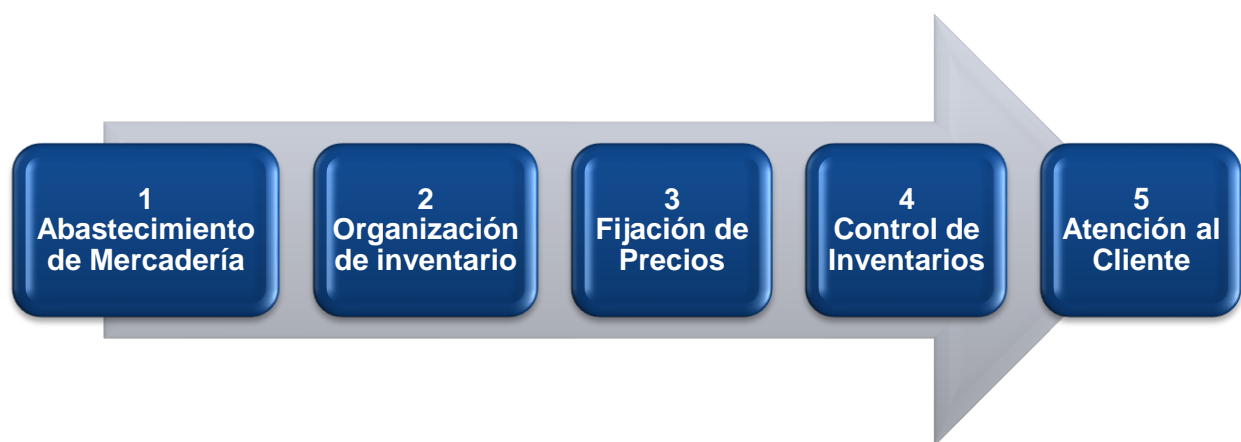 1
Abastecimiento
de Mercadería
2
Organización
de inventario
3
Fijación de
Precios
4
Control de
Inventarios
5
Atención al
Cliente